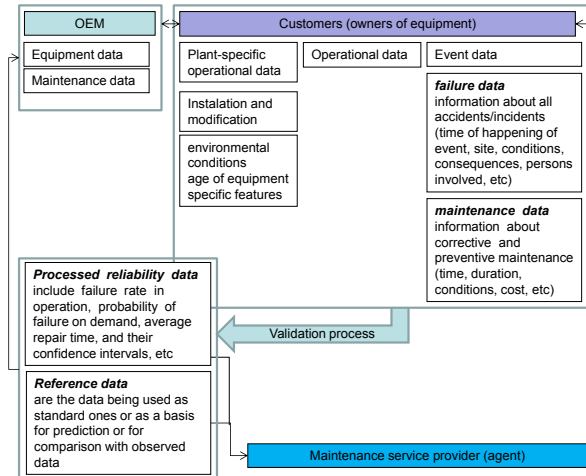 OEM
Equipment data
Maintenance data
Customers (owners of equipment)
Plant-specific
operational data
Instalation and
modification
environmental
conditions
age of equipment
specific features
Operational data
Event data
failure data
information about all
accidents/incidents
(time of happening of
event, site, conditions,
consequences, persons
involved, etc)
maintenance data
information about
corrective and
preventive maintenance
(time, duration,
conditions, cost, etc)
Processed reliability data
include failure rate in
operation, probability of
failure on demand, average
repair time, and their
confidence intervals, etc
Validation process
Reference data
are the data being used as
standard ones or as a basis
for prediction or for
comparison with observed
data
Maintenance service provider (agent)